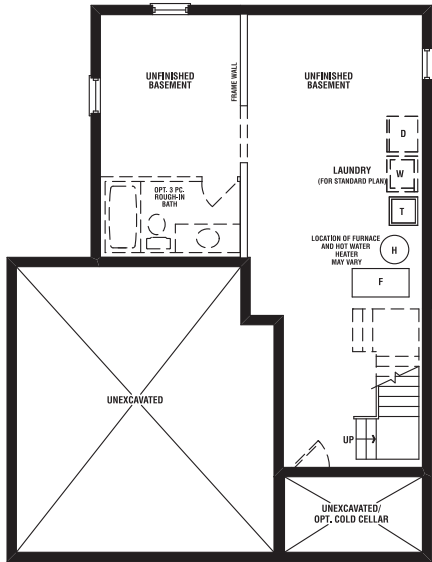 UNFINISHED
BASEMENT
FRAME WALL
UNFINISHED
BASEMENT
D
LAUNDRY
(FOR STANDARD PLAN)
W
OPT. 3 PC.
ROUGH-IN
BATH
T
LOCATION OF FURNACE
AND HOT WATER
HEATER
MAY VARY
H
F
UNEXCAVATED
UP
UNEXCAVATED/
OPT. COLD CELLAR